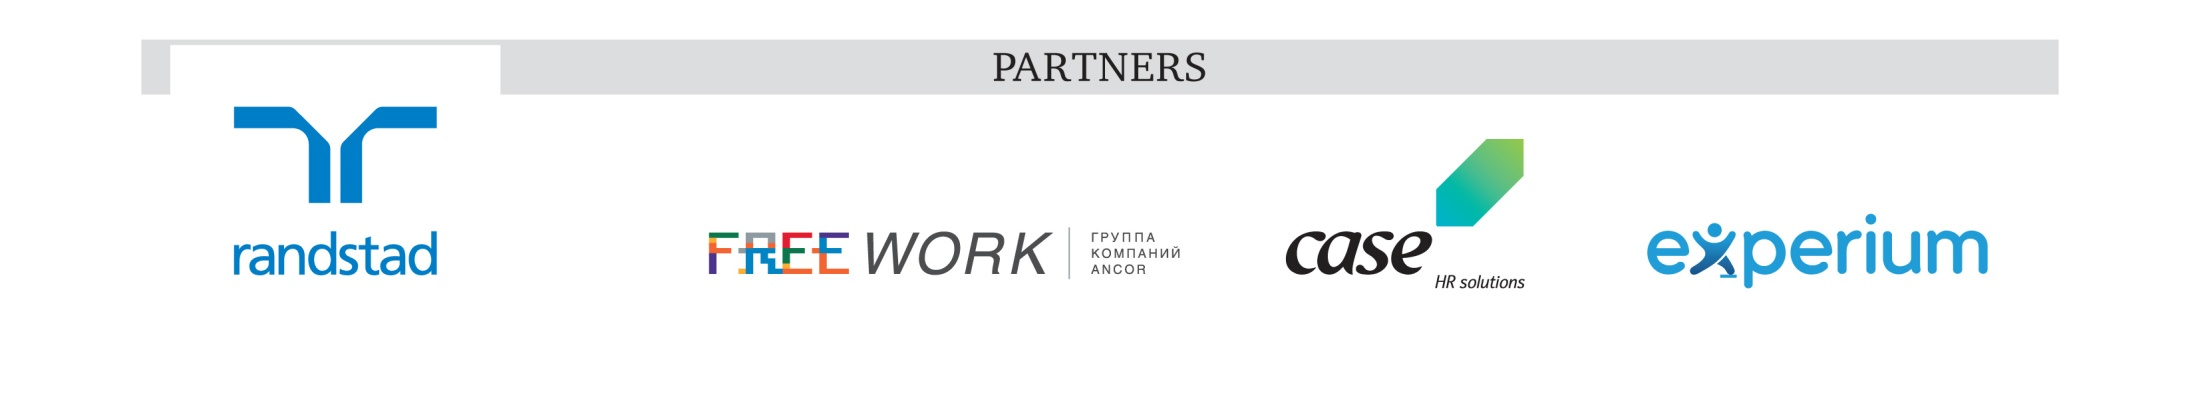 PARTNERS
randstad
FREE WORK
ГРУППА
КОМПАНИЙ
ANCOR
case
HR solutions
experium